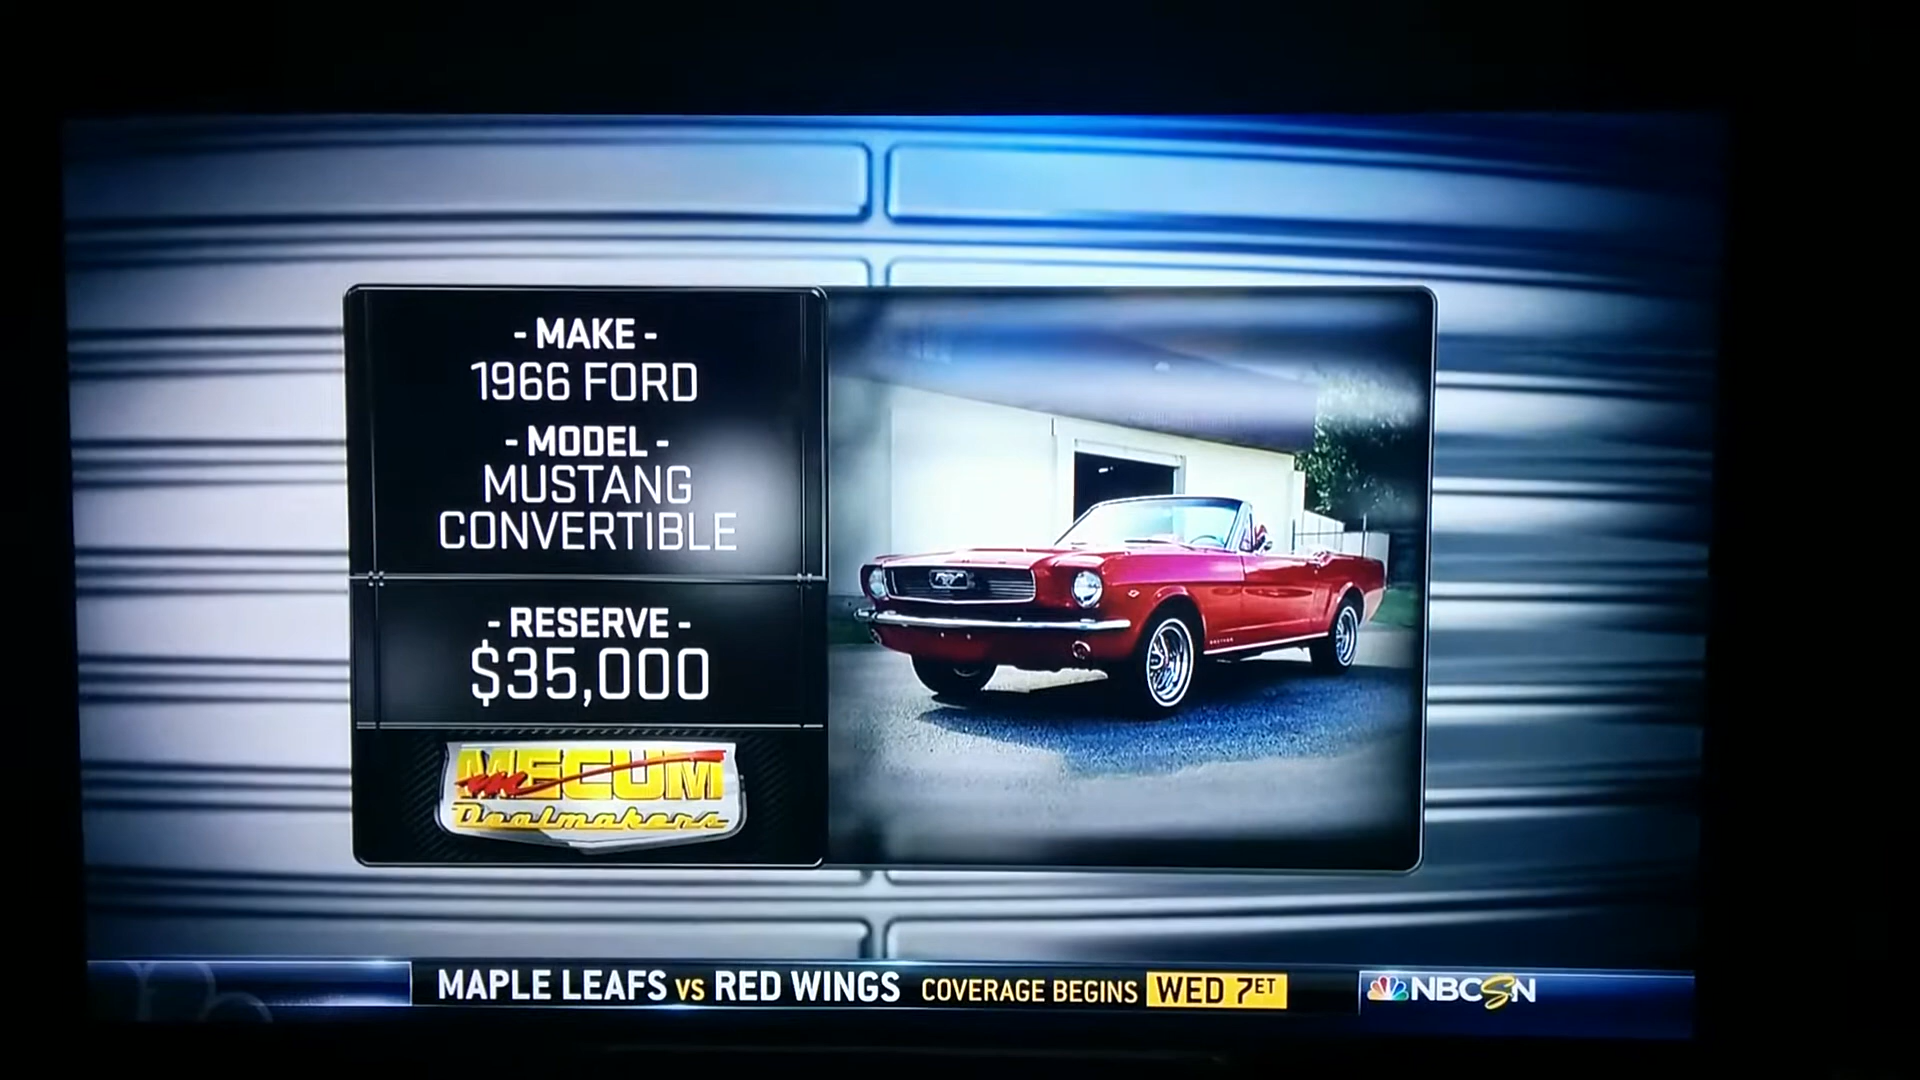 - MAKE -
1966 FORD
- MODEL -
MUSTANG
CONVERTIBLE
- RESERVE -
$35,000
MECUM
Dealmakers
MAPLE LEAFS VS RED WINGS COVERAGE BEGINS WED 7ET
NBCSN